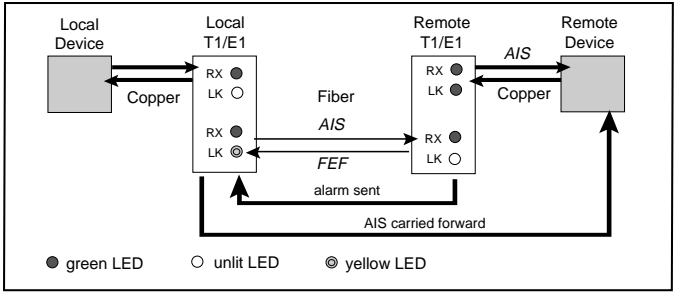 Local
Device
Local
T1/E1
Remote
T1/E1
Remote
Device
RX
LK
RX
LK
Copper
Fiber
AIS
FEF
RX
LK
RX
LK
AIS
Copper
alarm sent
AIS carried forward
green LED
unlit LED
yellow LED